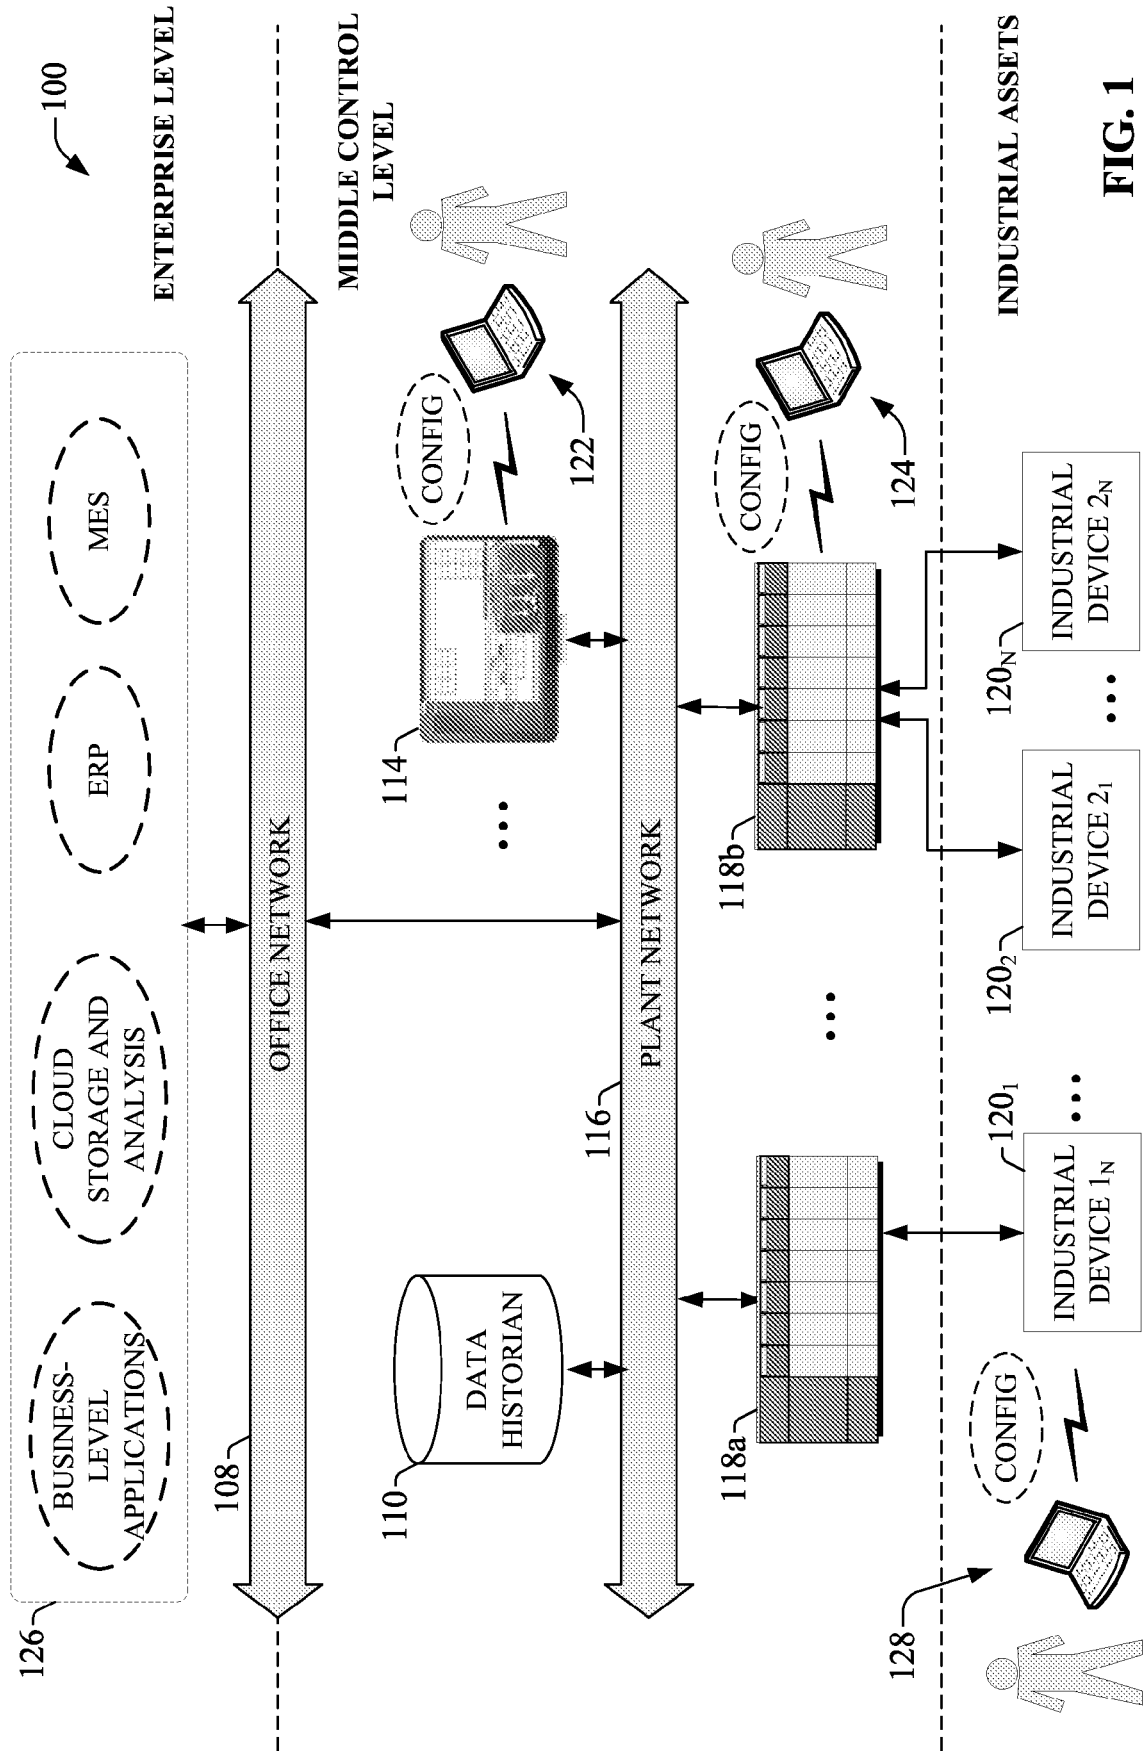 100
126
BUSINESS-
LEVEL
APPLICATIONS
CLOUD
STORAGE AND
ANALYSIS
ERP
MES
ENTERPRISE LEVEL
108
OFFICE NETWORK
MIDDLE CONTROL
LEVEL
110
DATA
HISTORIAN
...
114
CONFIG
122
116
PLANT NETWORK
118a
...
118b
CONFIG
124
128
CONFIG
INDUSTRIAL
DEVICE 1N
120₁
...
120₂
INDUSTRIAL
DEVICE 2₁
...
120N
INDUSTRIAL
DEVICE 2N
INDUSTRIAL ASSETS
FIG. 1